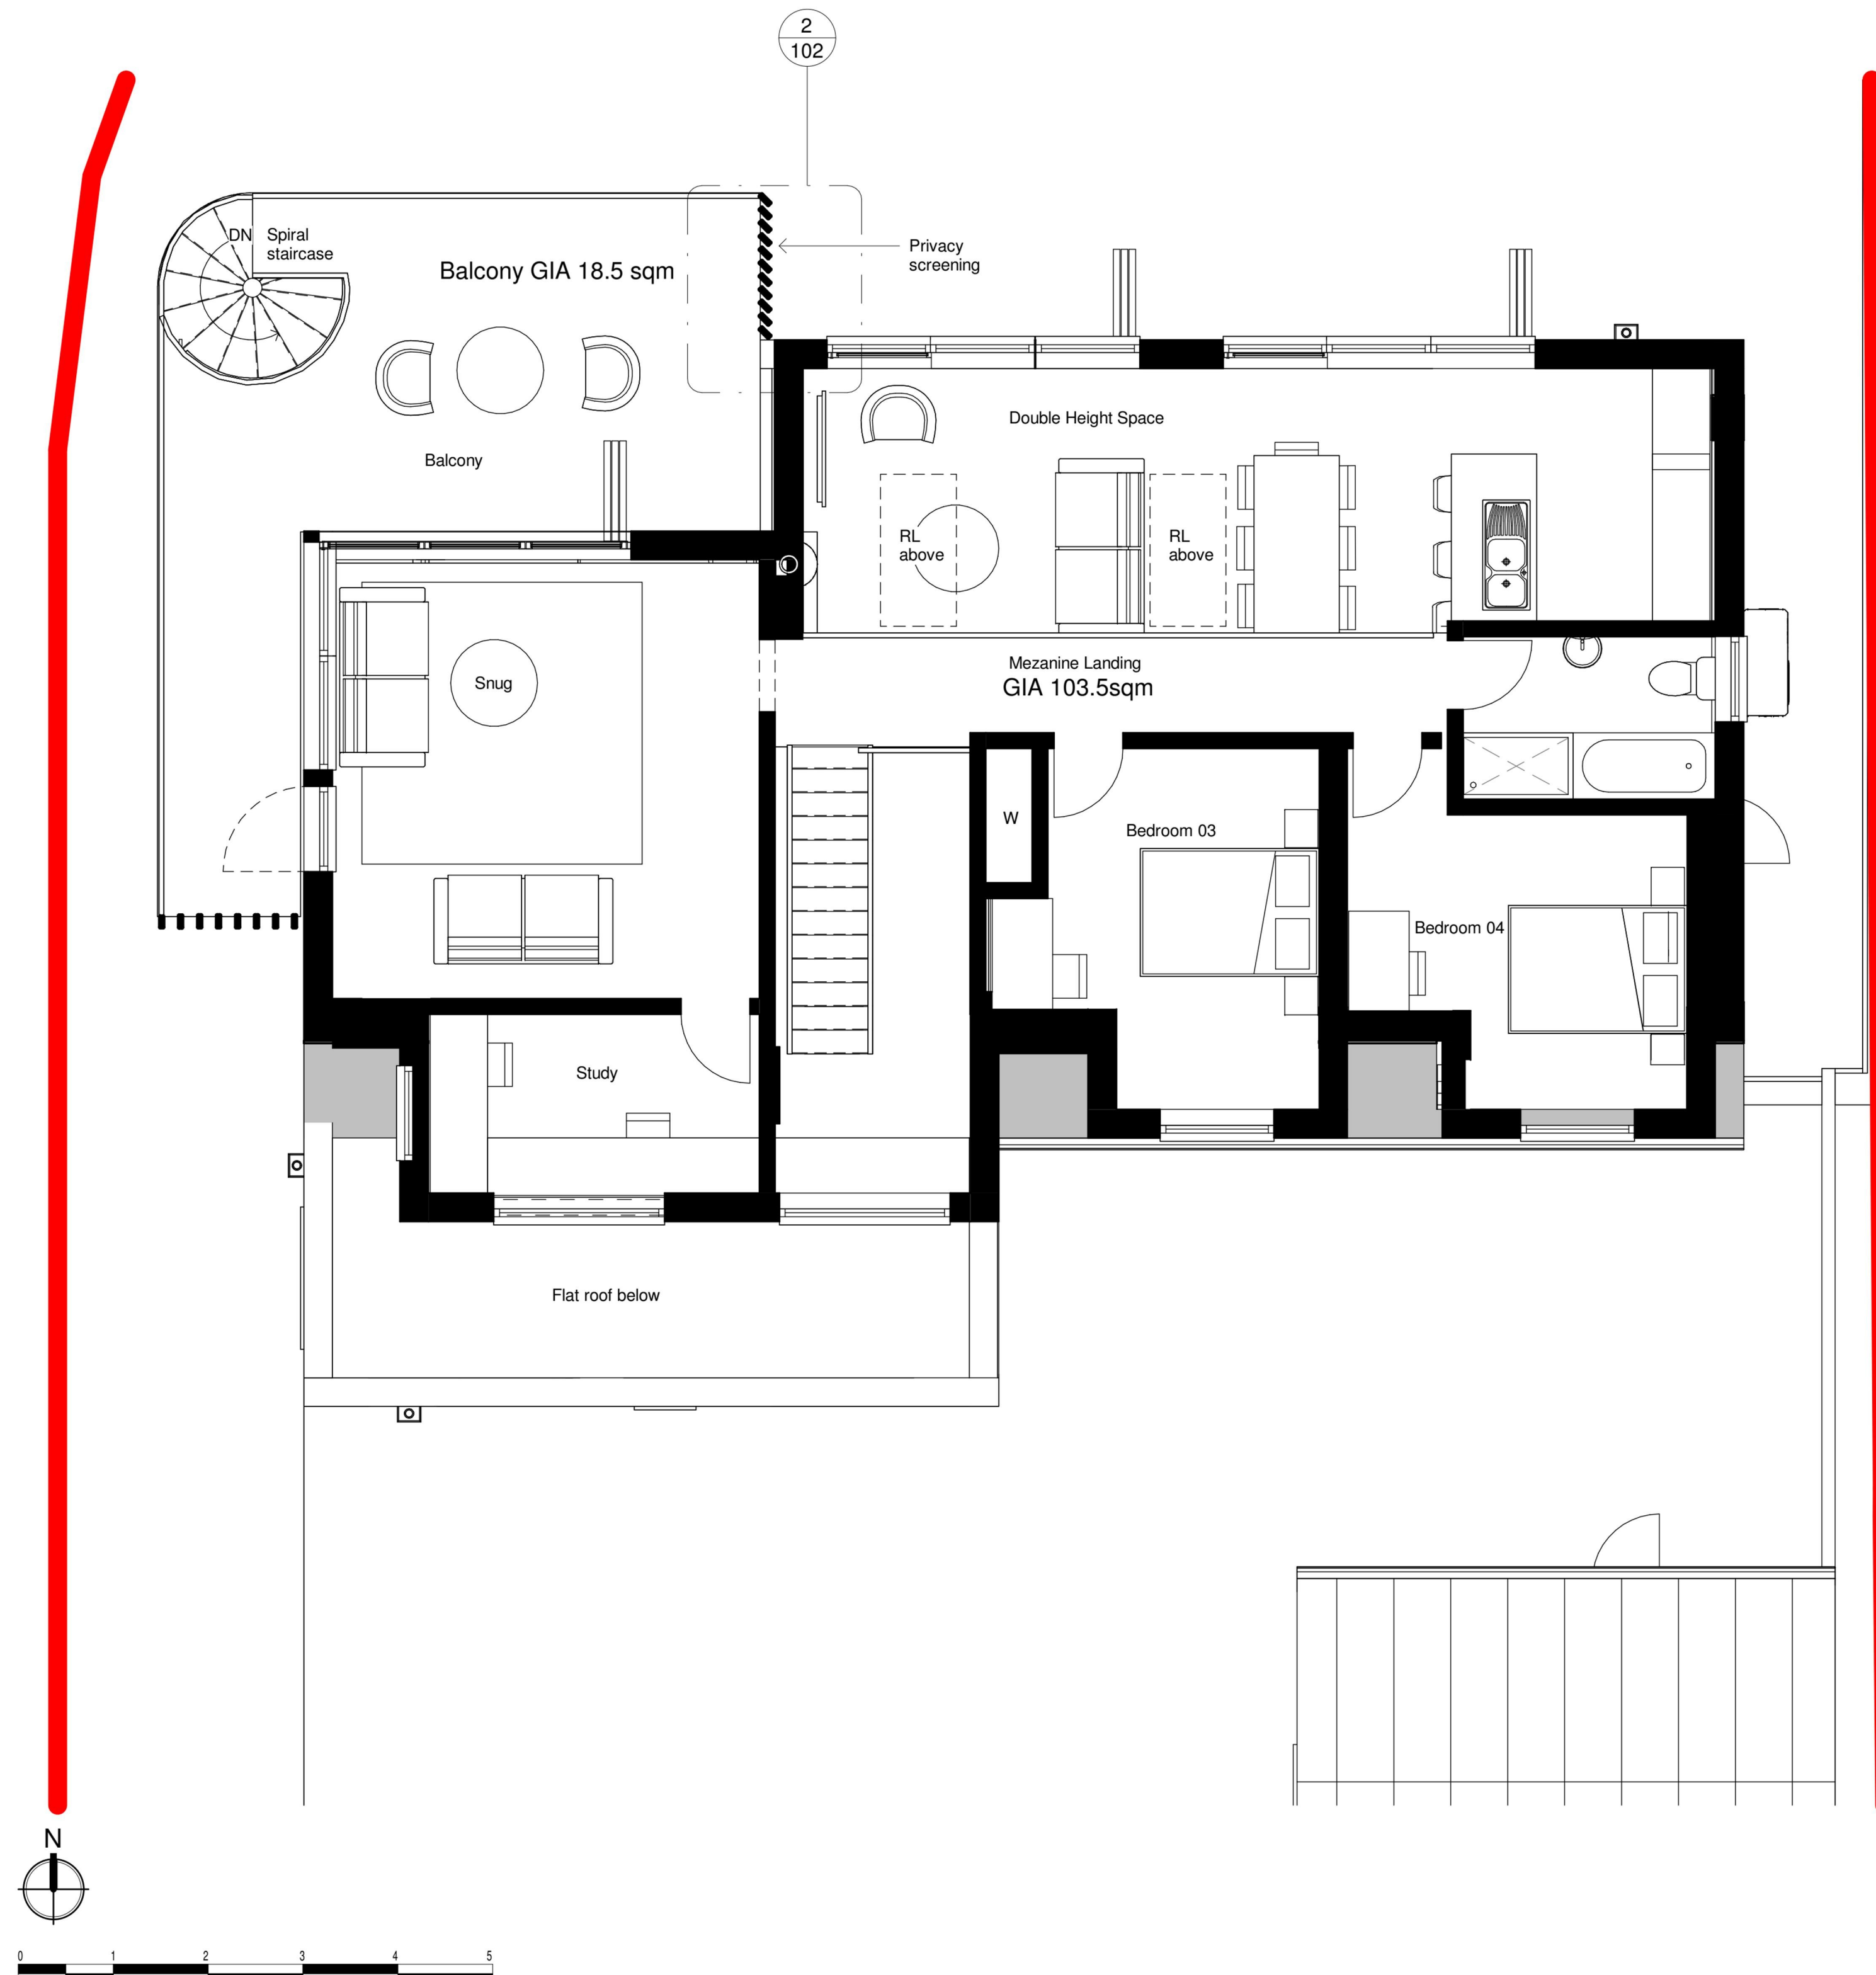 2
102
DN
Spiral
staircase
Balcony GIA 18.5 sqm
Privacy
screening
Balcony
Double Height Space
RL
above
RL
above
Snug
Mezanine Landing
GIA 103.5sqm
W
Bedroom 03
Bedroom 04
Study
Flat roof below
N
0 1 2 3 4 5